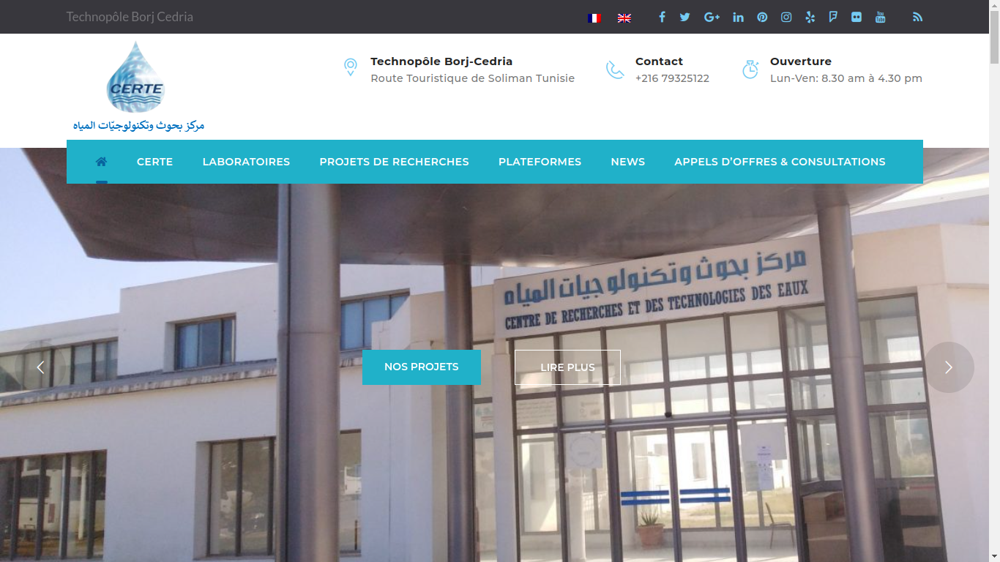 Technopôle Borj Cedria
CERTE
مركز بحوث وتكنولوجيّات المياه
Technopôle Borj-Cedria
Route Touristique de Soliman Tunisie
Contact
+216 79325122
Ouverture
Lun-Ven: 8.30 am à 4.30 pm
CERTE
LABORATOIRES
PROJETS DE RECHERCHES
PLATEFORMES
NEWS
APPELS D’OFFRES & CONSULTATIONS
مركز بحوث وتكنولوجيات المياه
CENTRE DE RECHERCHES ET DES TECHNOLOGIES DES EAUX
NOS PROJETS
LIRE PLUS